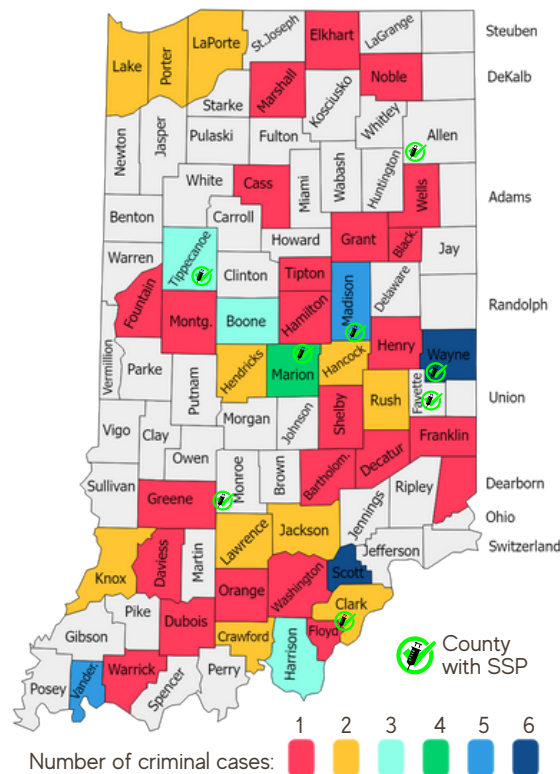 St.Joseph
Elkhart
LaGrange
Steuben
LaPorte
Lake
Porter
Noble
DeKalb
Marshall
Kosciusko
Starke
Whitley
Allen
Newton
Jasper
Pulaski
Fulton
Wabash
Huntington
White
Cass
Miami
Wells
Adams
Benton
Carroll
Howard
Grant
Black.
Jay
Warren
Tippecanoe
Clinton
Tipton
Madison
Delaware
Randolph
Fountain
Montg.
Boone
Hamilton
Henry
Wayne
Vermillion
Parke
Putnam
Hendricks
Marion
Hancock
Rush
Fayette
Union
Morgan
Johnson
Shelby
Vigo
Clay
Owen
Franklin
Monroe
Brown
Bartholom.
Decatur
Sullivan
Greene
Ripley
Dearborn
Jennings
Ohio
Lawrence
Jackson
Jefferson
Switzerland
Knox
Daviess
Martin
Scott
Orange
Washington
Clark
Pike
Dubois
Floyd
Gibson
Crawford
Harrison
County
with SSP
Posey
Vander.
Warrick
Spencer
Perry
1 2 3 4 5 6
Number of criminal cases: